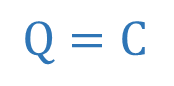 Q = C